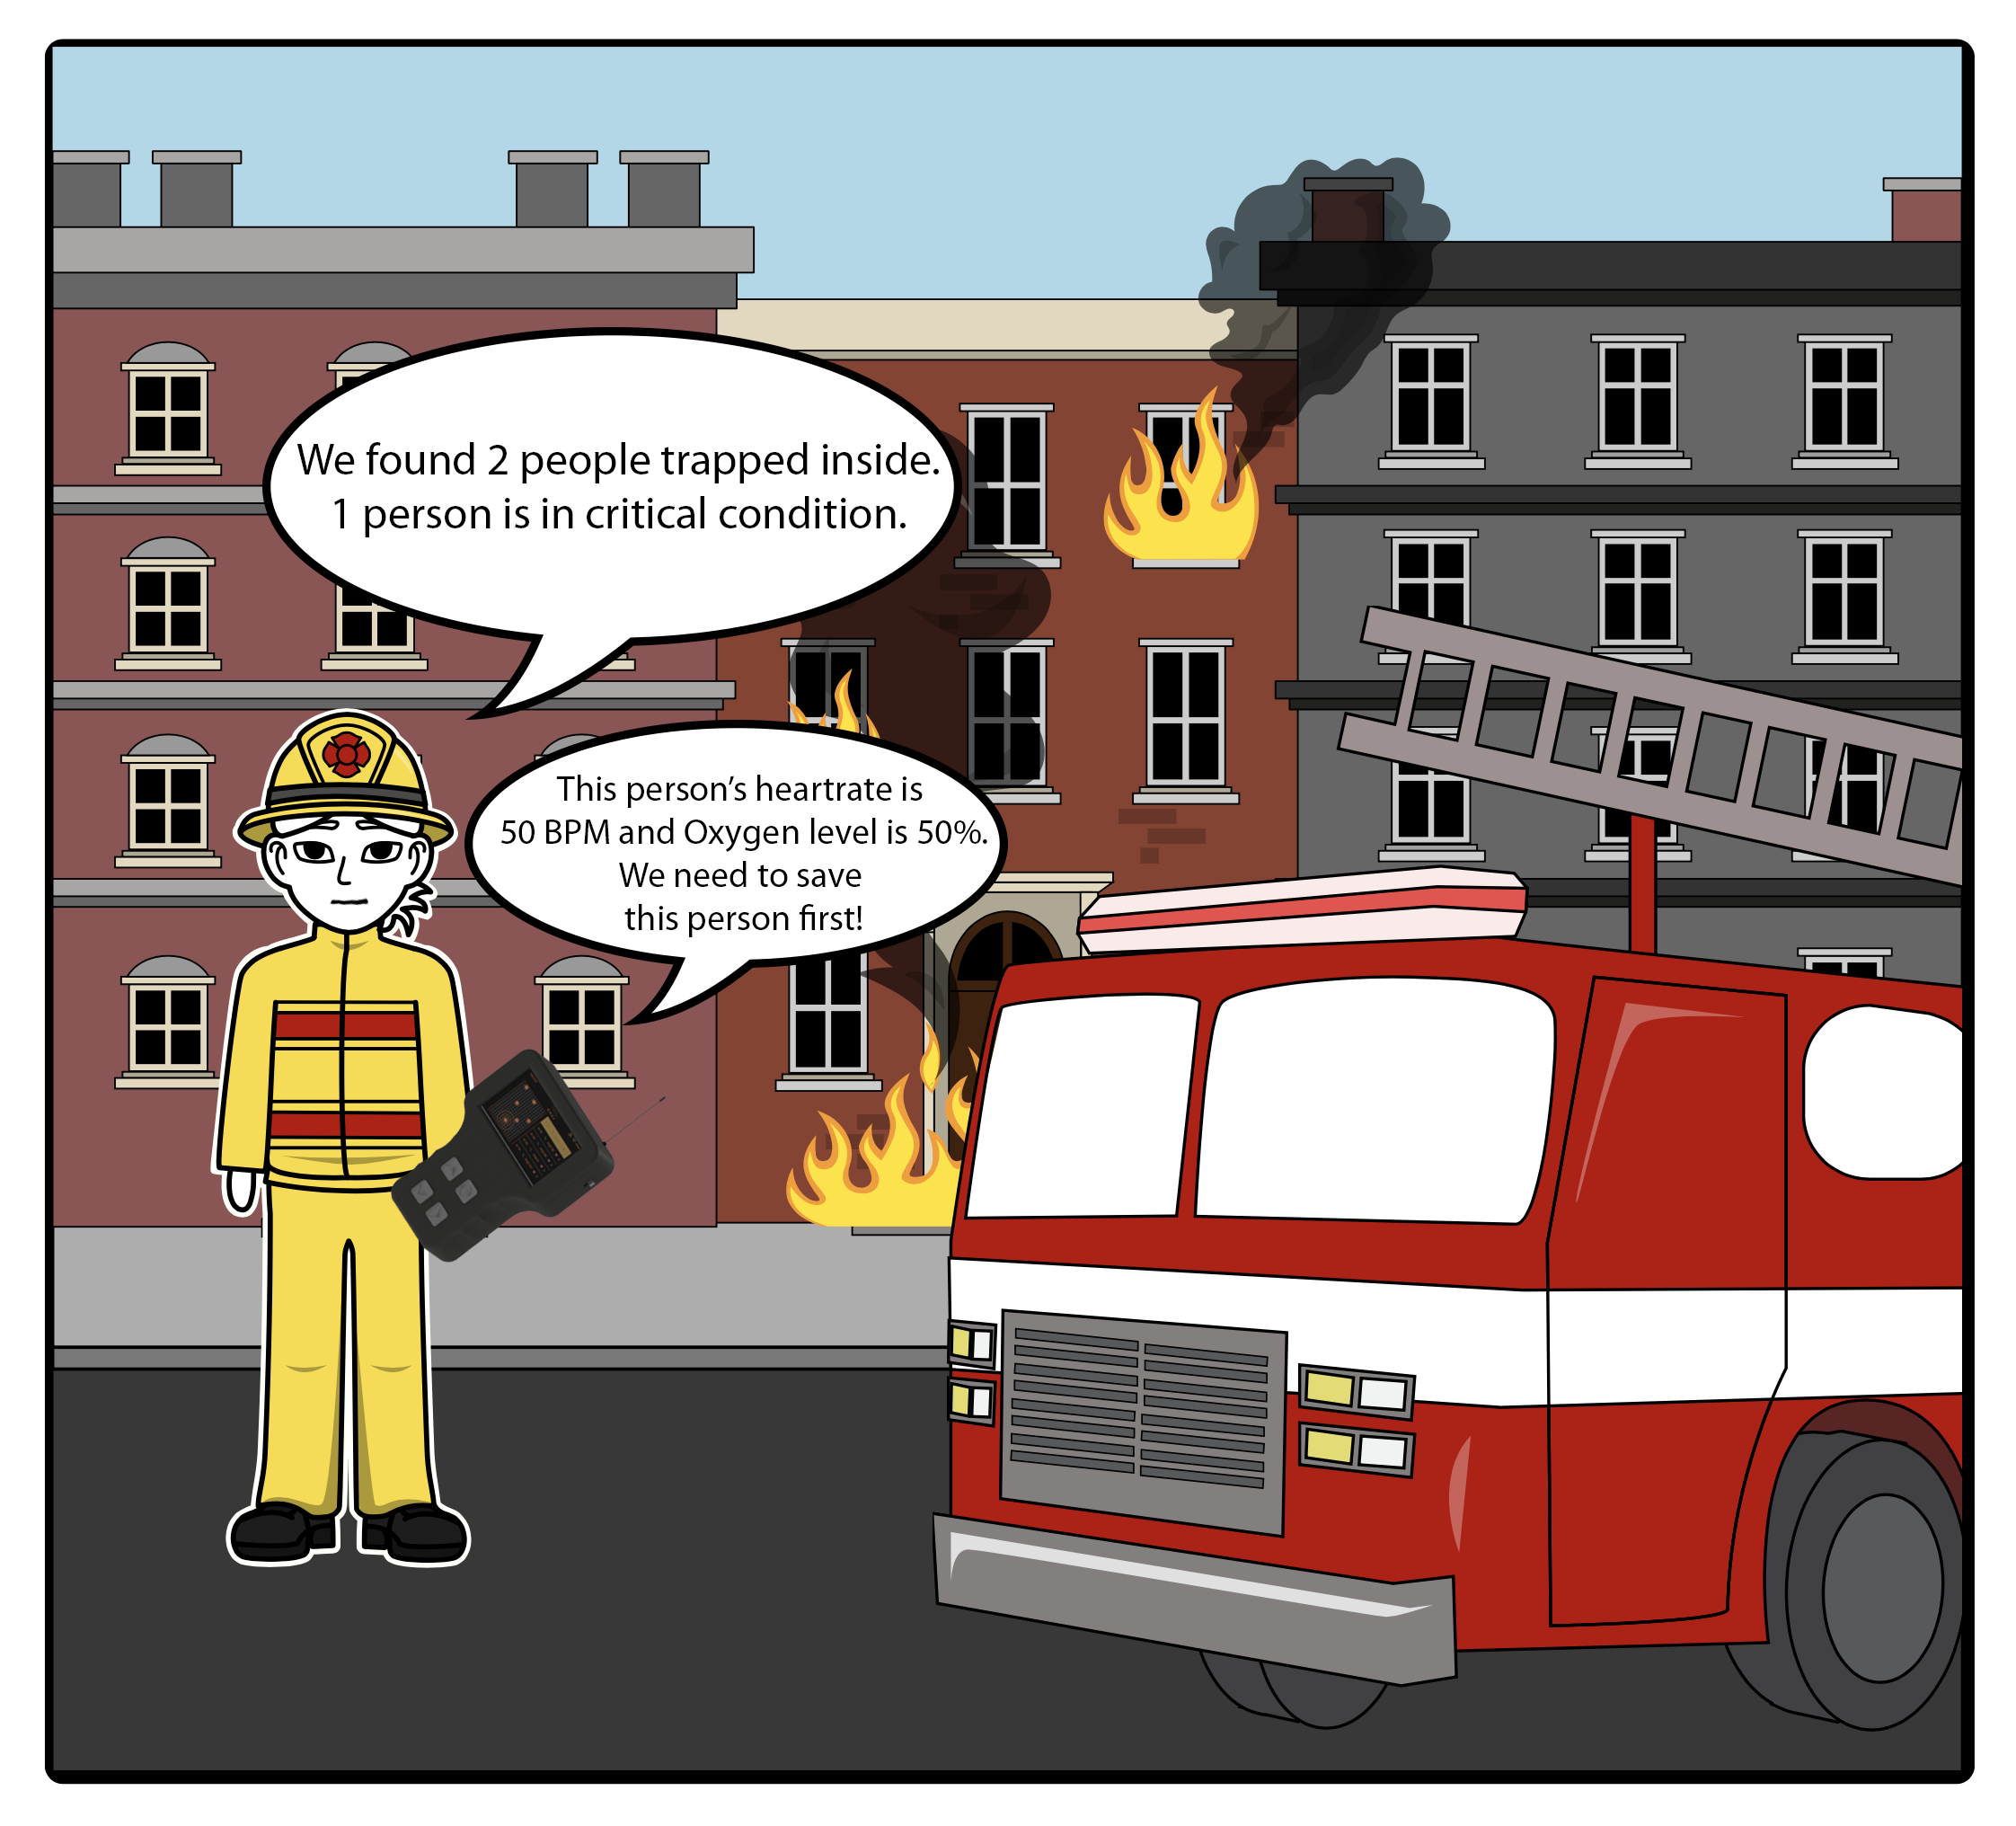 We found 2 people trapped inside.
1 person is in critical condition.
This person’s heartrate is
50 BPM and Oxygen level is 50%.
We need to save
this person first!